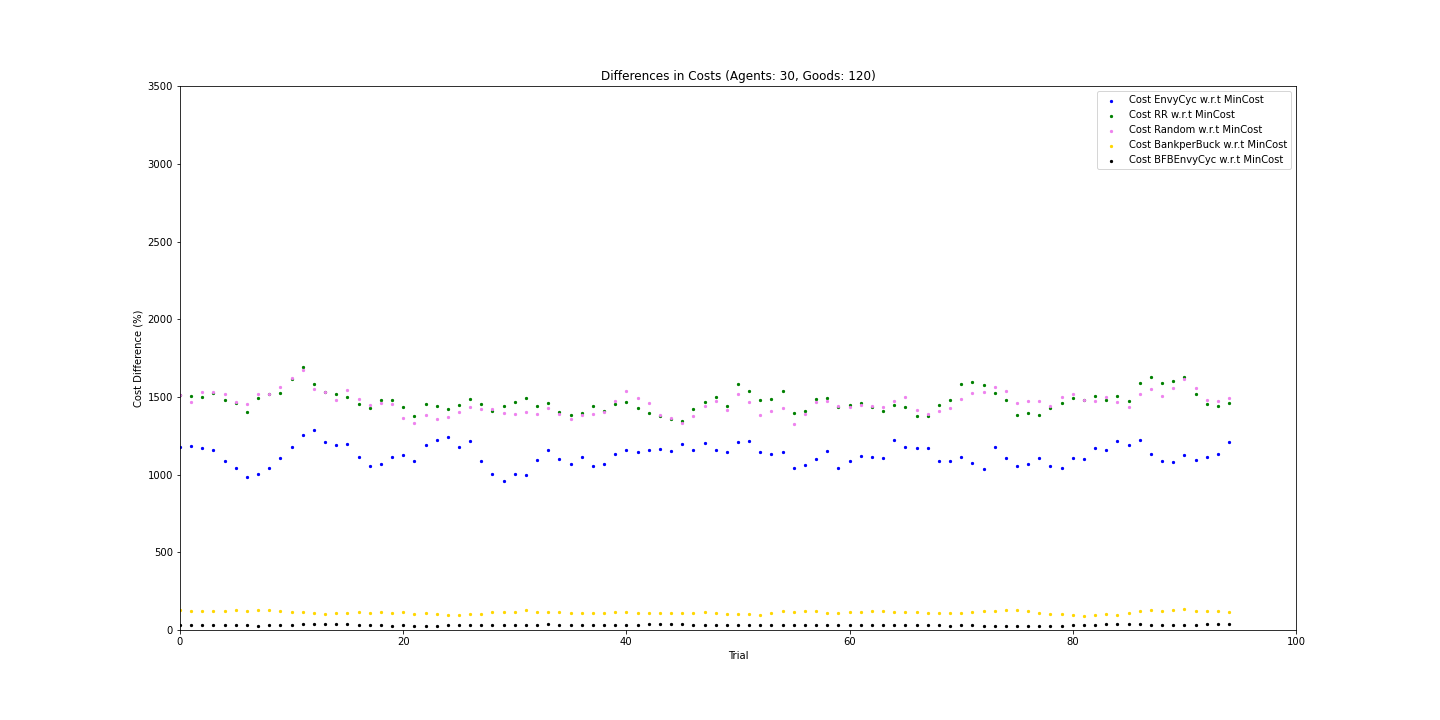 Differences in Costs (Agents: 30, Goods: 120)
3500
3000
2500
2000
1500
1000
500
0
Cost Difference (%)
Cost EnvyCyc w.r.t MinCost
Cost RR w.r.t MinCost
Cost Random w.r.t MinCost
Cost BankperBuck w.r.t MinCost
Cost BFBEnvyCyc w.r.t MinCost
0 20 40 60 80 100
Trial